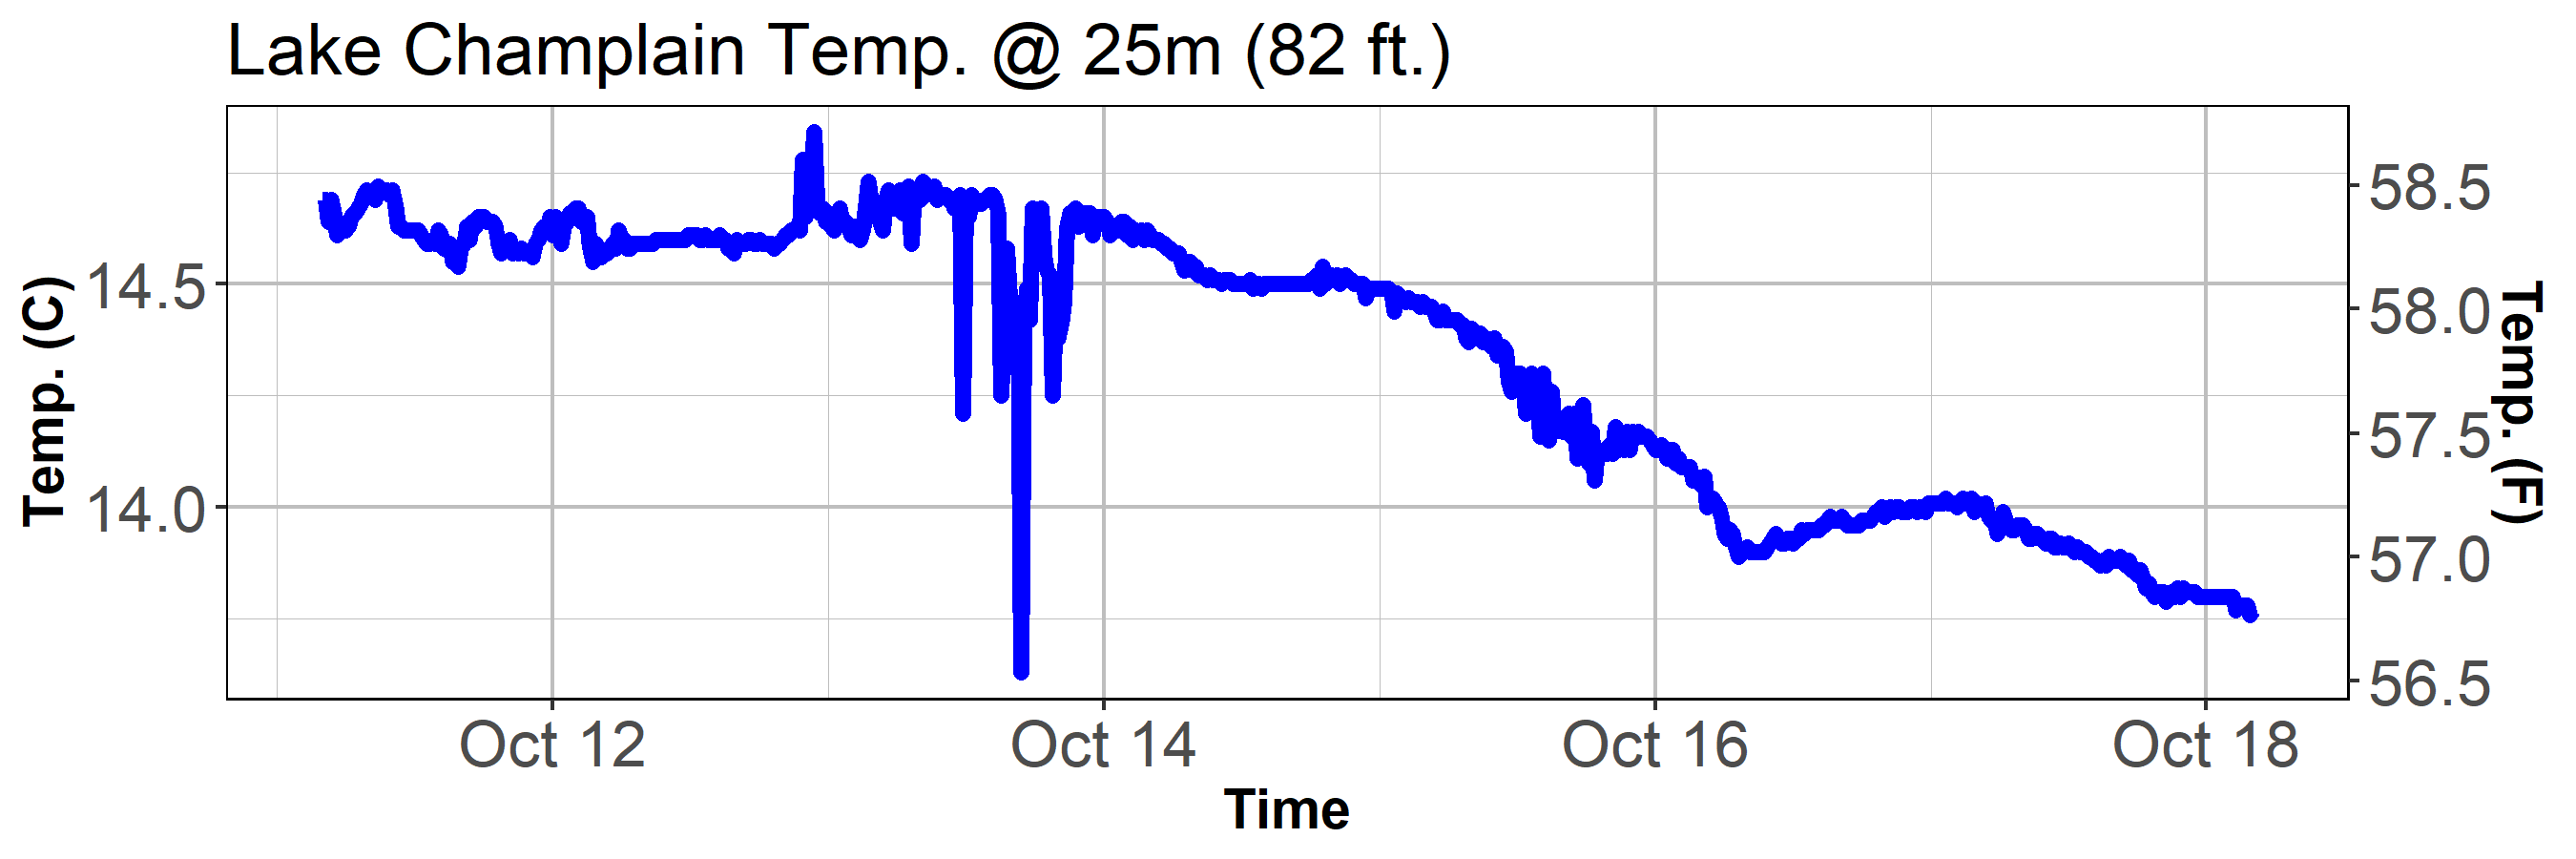 Lake Champlain Temp. @ 25m (82 ft.)
Temp. (C)
14.5
14.0
58.5
58.0
57.5
57.0
56.5
Temp. (F)
Oct 12 Oct 14 Oct 16 Oct 18
Time